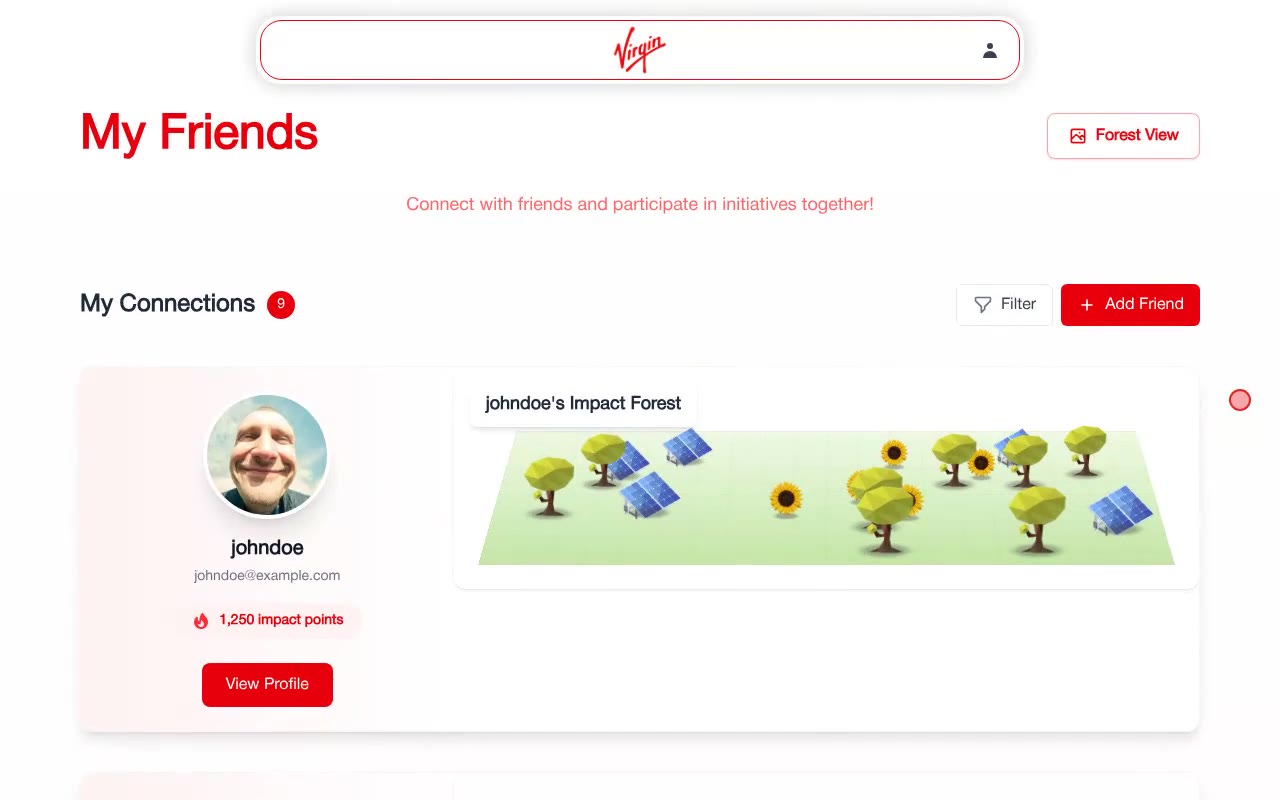 Virgin
My Friends
Forest View
Connect with friends and participate in initiatives together!
My Connections 9
Filter
Add Friend
johndoe's Impact Forest
johndoe
johndoe@example.com
1,250 impact points
View Profile